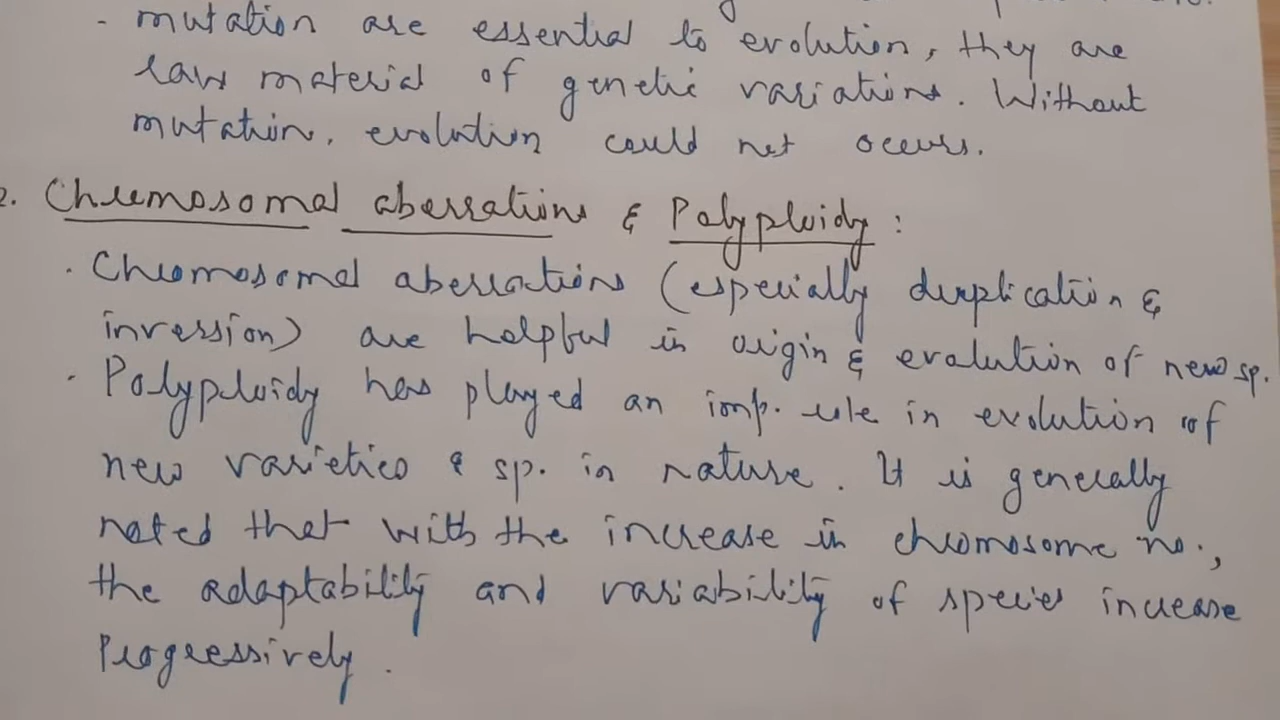 - mutation are essential to evolution, they are
raw material of genetic variations. Without
mutation, evolution could not occurs.
2. Chromosomal aberrations & Polyploidy :
. Chromosomal aberrations (especially duplication &
inversion) are helpful in origin & evolution of new sp.
. Polyploidy has played an imp. role in evolution of
new varieties & sp. in nature. It is generally
noted that with the increase in chromosome no.,
the adaptability and variability of species increase
Progressively.